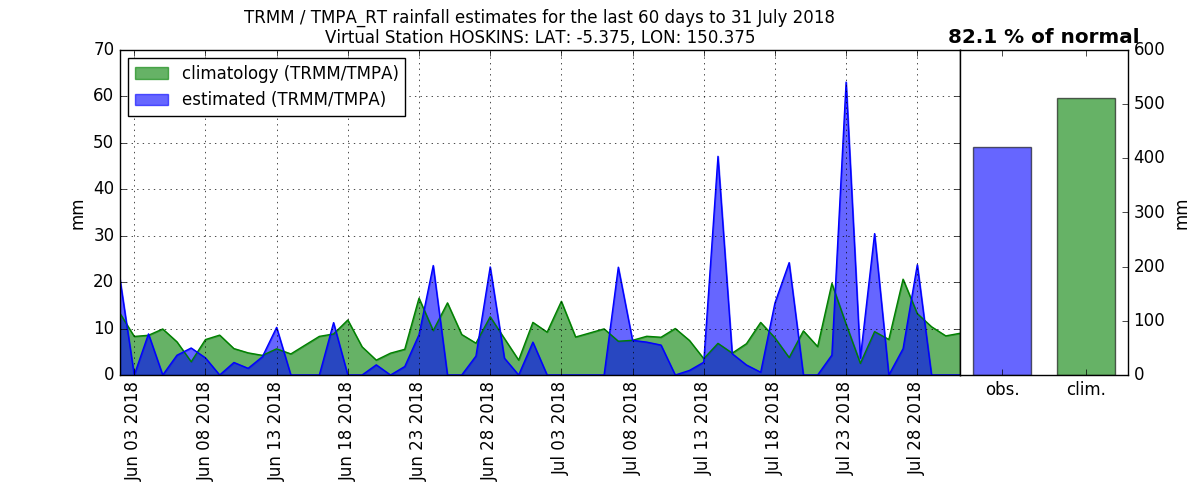 TRMM / TMPA_RT rainfall estimates for the last 60 days to 31 July 2018
Virtual Station HOSKINS: LAT: -5.375, LON: 150.375
82.1 % of normal
climatology (TRMM/TMPA)
estimated (TRMM/TMPA)
70
60
50
40
30
20
10
0
mm
Jun 03 2018
Jun 08 2018
Jun 13 2018
Jun 18 2018
Jun 23 2018
Jun 28 2018
Jul 03 2018
Jul 08 2018
Jul 13 2018
Jul 18 2018
Jul 23 2018
Jul 28 2018
obs.
clim.
600
500
400
300
200
100
0
mm